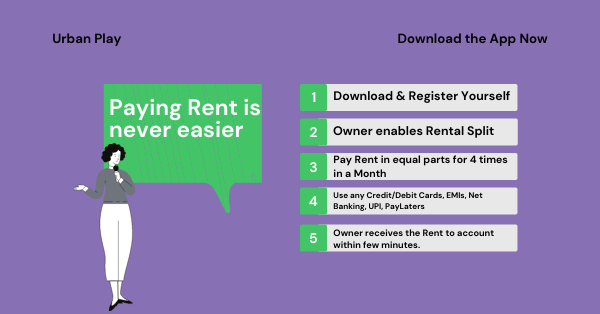 Urban Play
Download the App Now
Paying Rent is
never easier
1 Download & Register Yourself
2 Owner enables Rental Split
3 Pay Rent in equal parts for 4 times
in a Month
4 Use any Credit/Debit Cards, EMIs, Net
Banking, UPI, PayLaters
5 Owner receives the Rent to account
within few minutes.